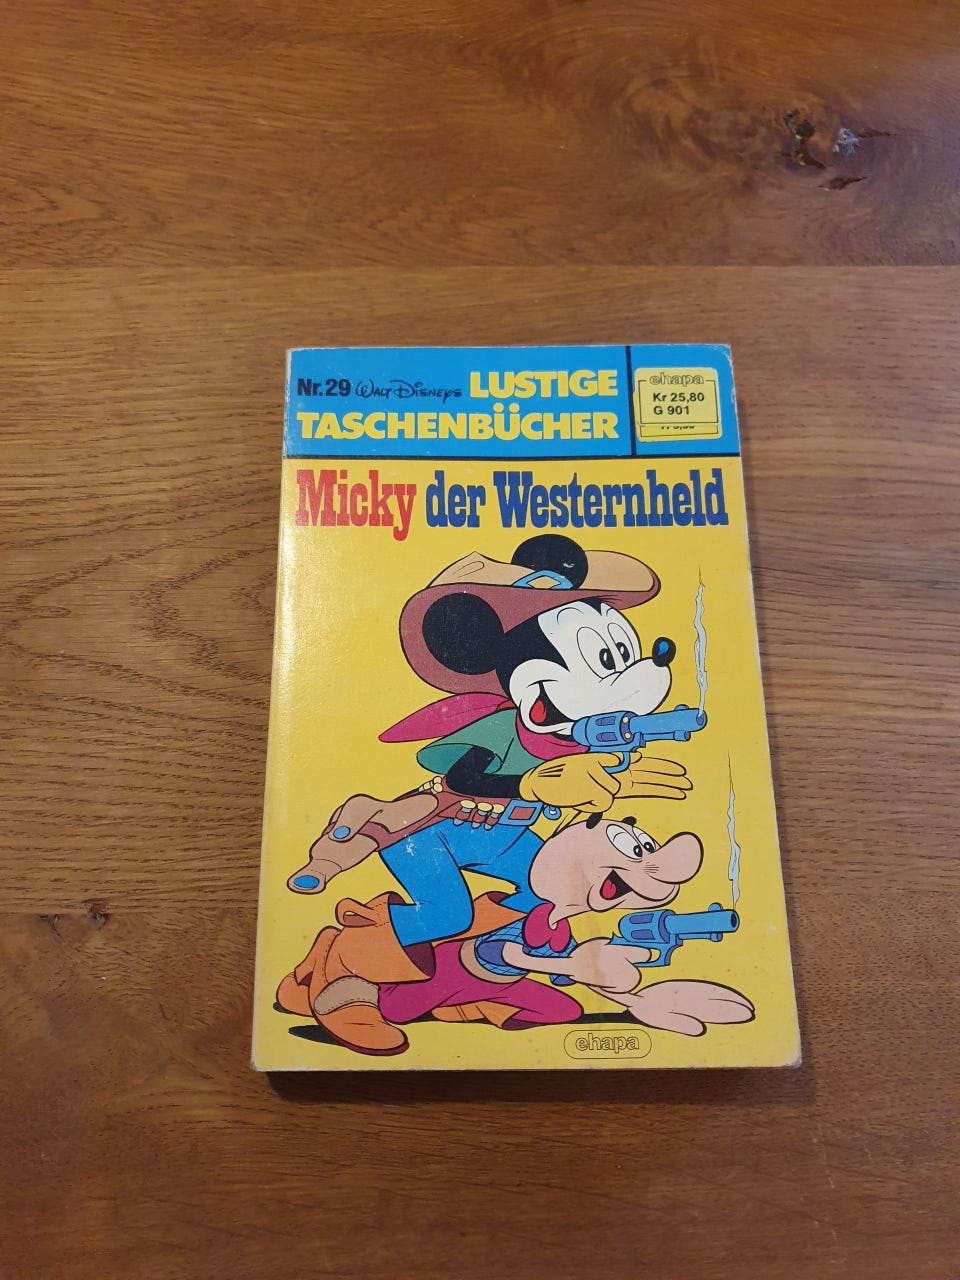 Nr.29 Walt Disneys LUSTIGE
TASCHENBÜCHER
ehapa
Kr 25,80
G 901
Micky der Westernheld
ehapa